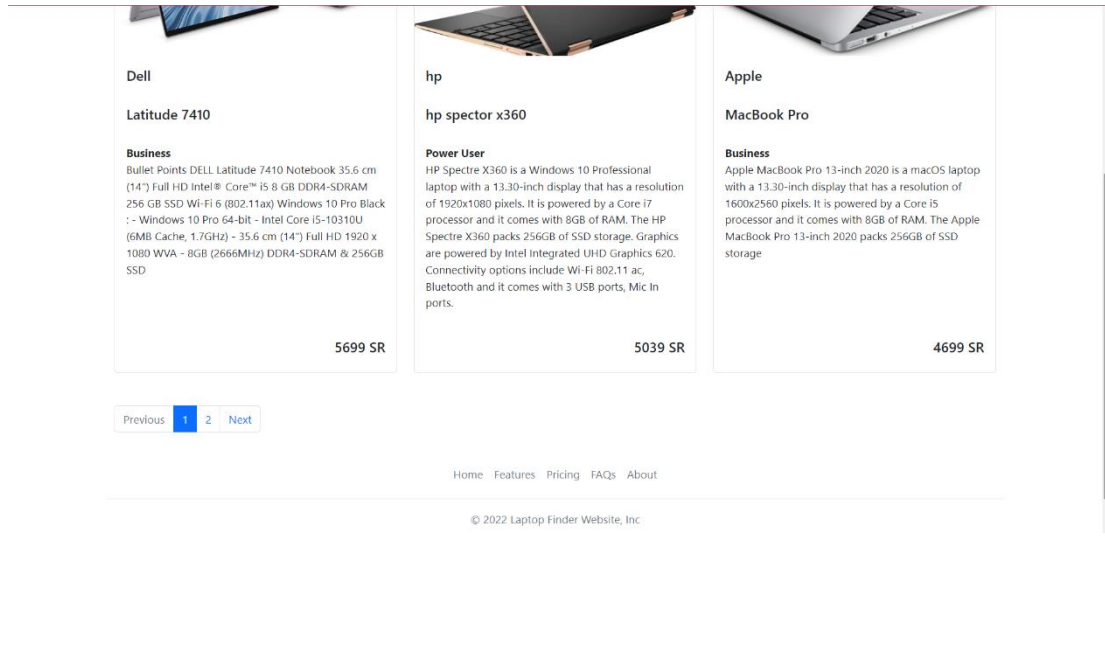 Dell
Latitude 7410
Business
Bullet Points DELL Latitude 7410 Notebook 35.6 cm
(14") Full HD Intel® Core™ i5 8 GB DDR4-SDRAM
256 GB SSD Wi-Fi 6 (802.11ax) Windows 10 Pro Black
: - Windows 10 Pro 64-bit - Intel Core i5-10310U
(6MB Cache, 1.7GHz) - 35.6 cm (14") Full HD 1920 x
1080 WVA - 8GB (2666MHz) DDR4-SDRAM & 256GB
SSD
5699 SR
hp
hp spector x360
Power User
HP Spectre X360 is a Windows 10 Professional
laptop with a 13.30-inch display that has a resolution
of 1920x1080 pixels. It is powered by a Core i7
processor and it comes with 8GB of RAM. The HP
Spectre X360 packs 256GB of SSD storage. Graphics
are powered by Intel Integrated UHD Graphics 620.
Connectivity options include Wi-Fi 802.11 ac,
Bluetooth and it comes with 3 USB ports, Mic In
ports.
5039 SR
Apple
MacBook Pro
Business
Apple MacBook Pro 13-inch 2020 is a macOS laptop
with a 13.30-inch display that has a resolution of
1600x2560 pixels. It is powered by a Core i5
processor and it comes with 8GB of RAM. The Apple
MacBook Pro 13-inch 2020 packs 256GB of SSD
storage
4699 SR
Previous 1 2 Next
Home Features Pricing FAQs About
© 2022 Laptop Finder Website, Inc